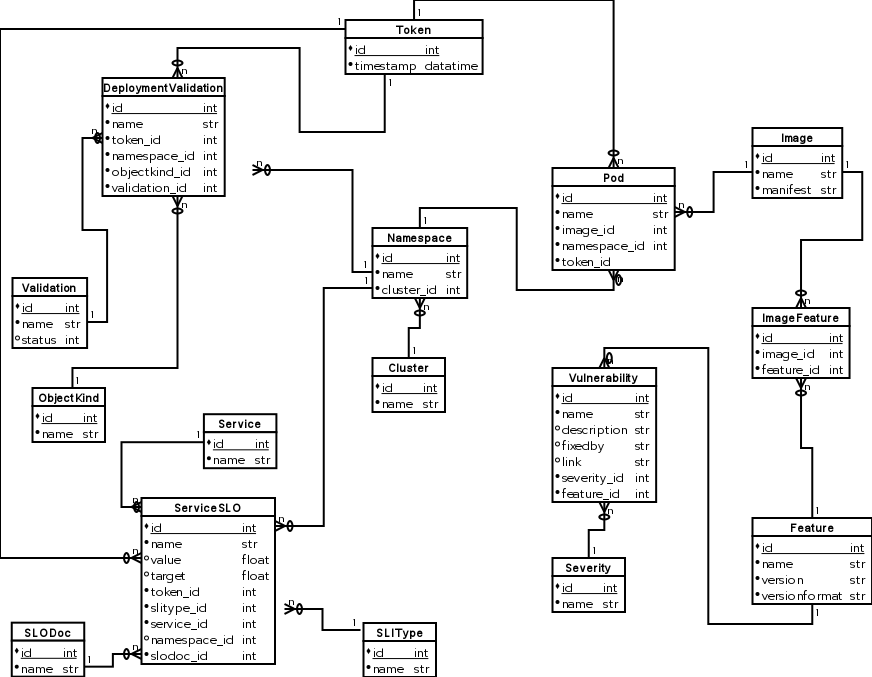 Token
id int
timestamp datatime
1
1
1
n
DeploymentValidation
id int
name str
token_id int
namespace_id int
objectkind_id int
validation_id int
n
n
n
Validation
id int
name str
status int
1
ObjectKind
id int
name str
1
Namespace
id int
name str
cluster_id int
1
1
1
n
Cluster
id int
name str
1
Pod
id int
name str
image_id int
namespace_id int
token_id
n
n
n
Image
id int
name str
manifest str
1
1
ImageFeature
id int
image_id int
feature_id int
n
n
Vulnerability
id int
name str
description str
fixedby str
link str
severity_id int
feature_id int
n
n
Severity
id int
name str
1
Feature
id int
name str
version str
versionformat str
1
1
Service
id int
name str
1
ServiceSLO
id int
name str
value float
target float
token_id int
slitype_id int
service_id int
namespace_id int
slodoc_id int
n
n
n
n
n
SLODoc
id int
name str
1
SLIType
id int
name str
1